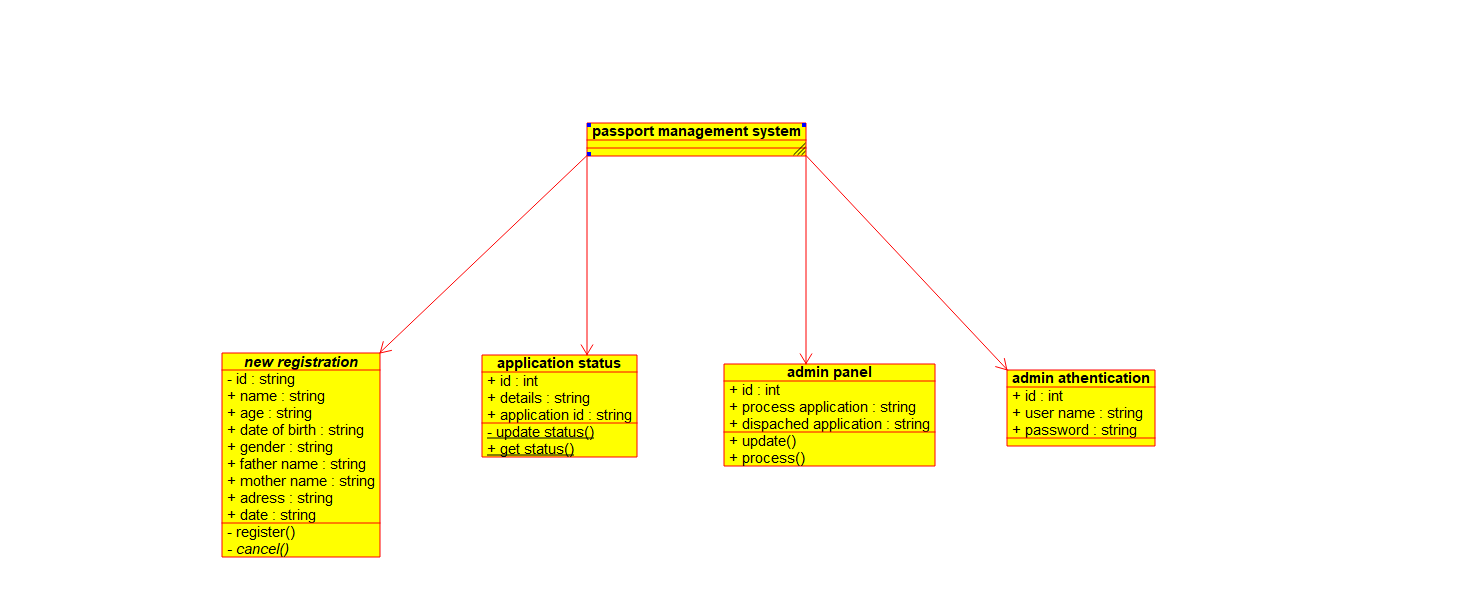 passport management system
new registration
- id : string
+ name : string
+ age : string
+ date of birth : string
+ gender : string
+ father name : string
+ mother name : string
+ adress : string
+ date : string
- register()
- cancel()
application status
+ id : int
+ details : string
+ application id : string
- update status()
+ get status()
admin panel
+ id : int
+ process application : string
+ dispached application : string
+ update()
+ process()
admin athentication
+ id : int
+ user name : string
+ password : string